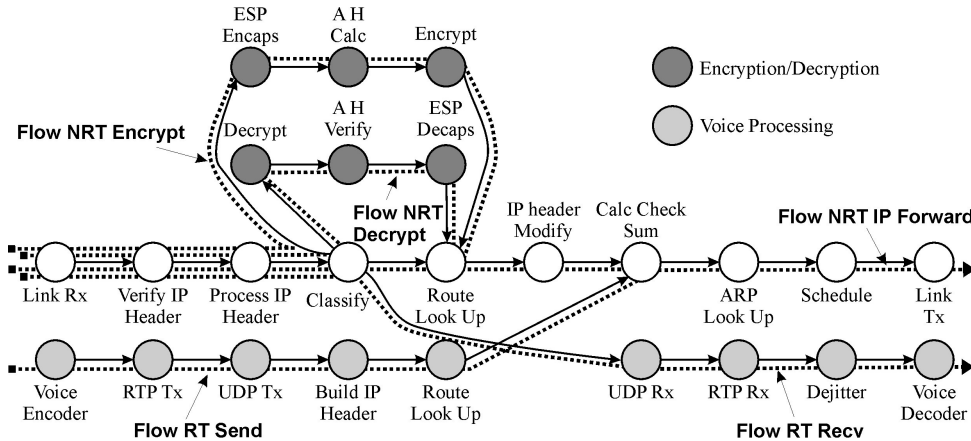 ESP
Encaps
A H
Calc
Encrypt
Encryption/Decryption
Voice Processing
Flow NRT Encrypt
Decrypt
A H
Verify
ESP
Decaps
Flow NRT
Decrypt
IP header
Modify
Calc Check
Sum
Flow NRT IP Forward
Link Rx
Verify IP
Header
Process IP
Header
Classify
Route
Look Up
ARP
Look Up
Schedule
Link
Tx
Voice
Encoder
RTP Tx
UDP Tx
Build IP
Header
Route
Look Up
UDP Rx
RTP Rx
Dejitter
Voice
Decoder
Flow RT Send
Flow RT Recv